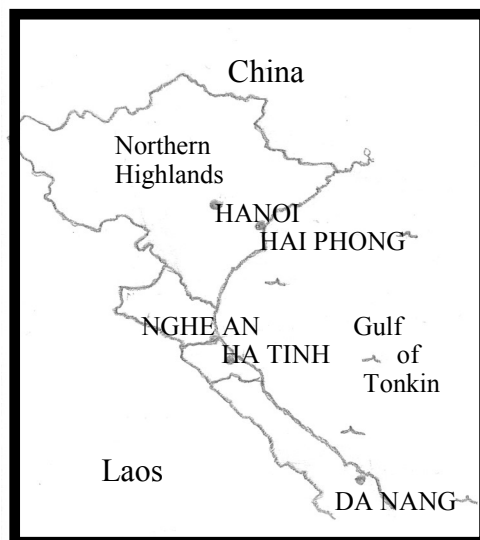 China
Northern
Highlands
HANOI
HAI PHONG
NGHE AN
HA TINH
Gulf
of
Tonkin
Laos
DA NANG